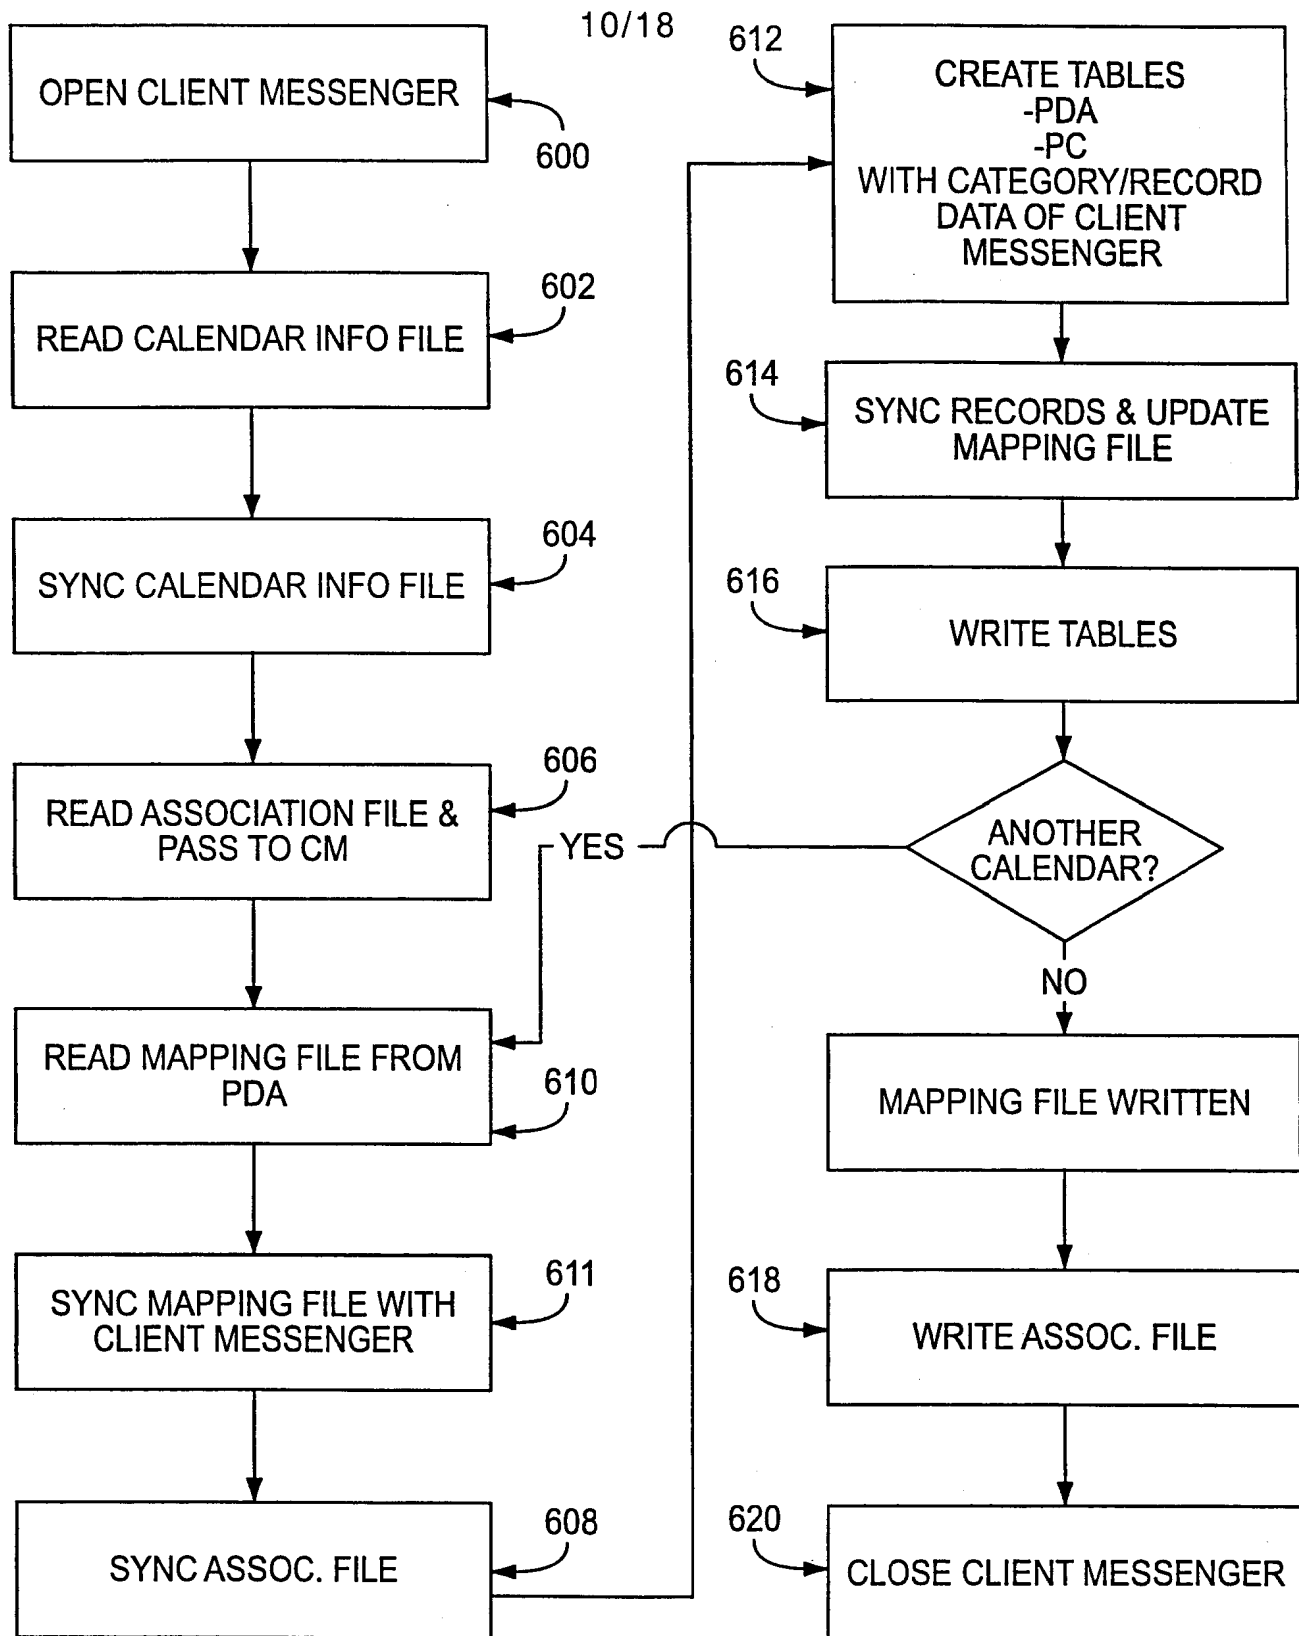 10/18
OPEN CLIENT MESSENGER
600
READ CALENDAR INFO FILE
602
SYNC CALENDAR INFO FILE
604
READ ASSOCIATION FILE &
PASS TO CM
606
READ MAPPING FILE FROM
PDA
610
SYNC MAPPING FILE WITH
CLIENT MESSENGER
611
SYNC ASSOC. FILE
608
612
CREATE TABLES
-PDA
-PC
WITH CATEGORY/RECORD
DATA OF CLIENT
MESSENGER
614
SYNC RECORDS & UPDATE
MAPPING FILE
616
WRITE TABLES
ANOTHER
CALENDAR?
YES
NO
MAPPING FILE WRITTEN
618
WRITE ASSOC. FILE
620
CLOSE CLIENT MESSENGER